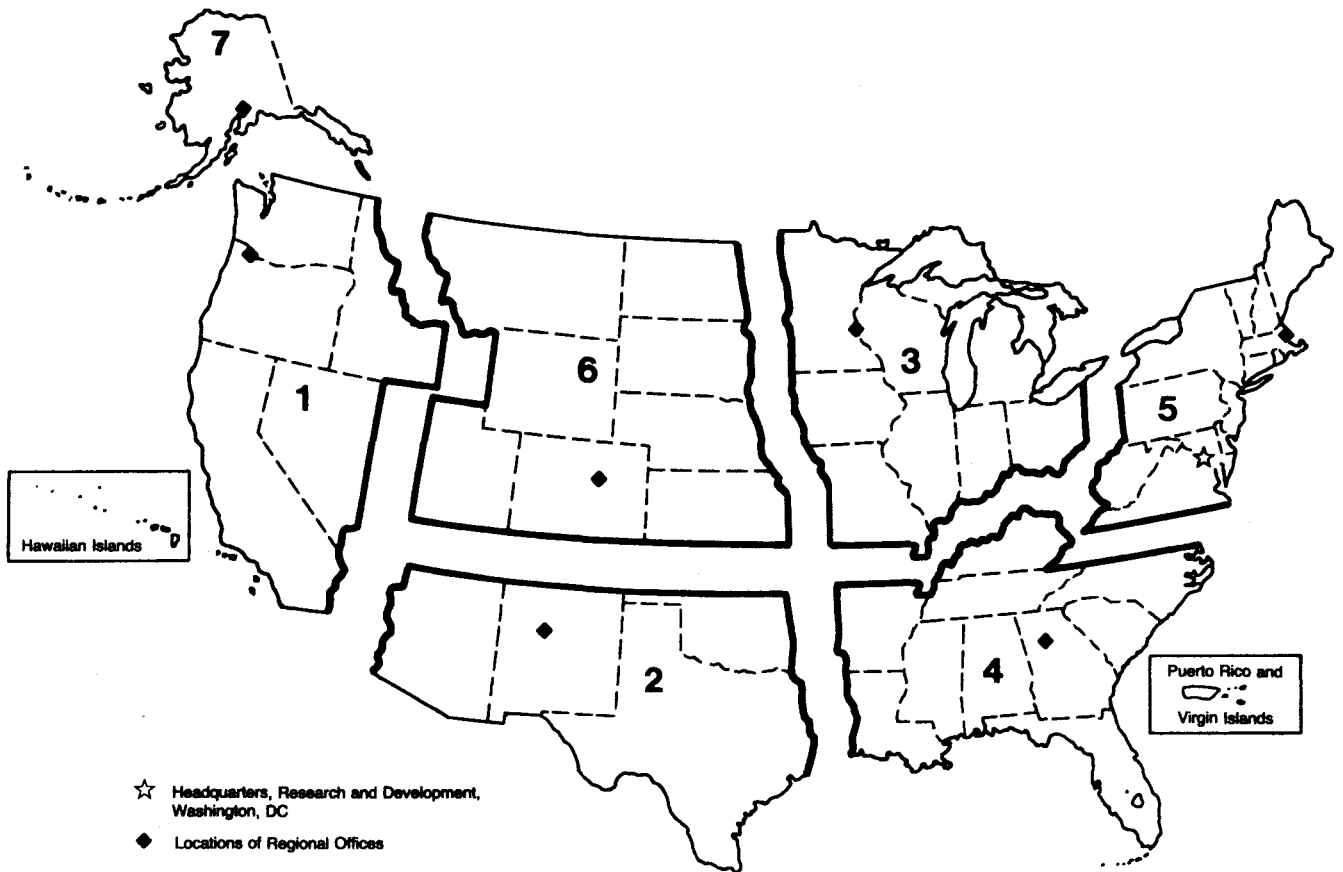 7
6
3
1
5
Hawaiian Islands
2
4
Puerto Rico and
Virgin Islands
Headquarters, Research and Development,
Washington, DC
Locations of Regional Offices